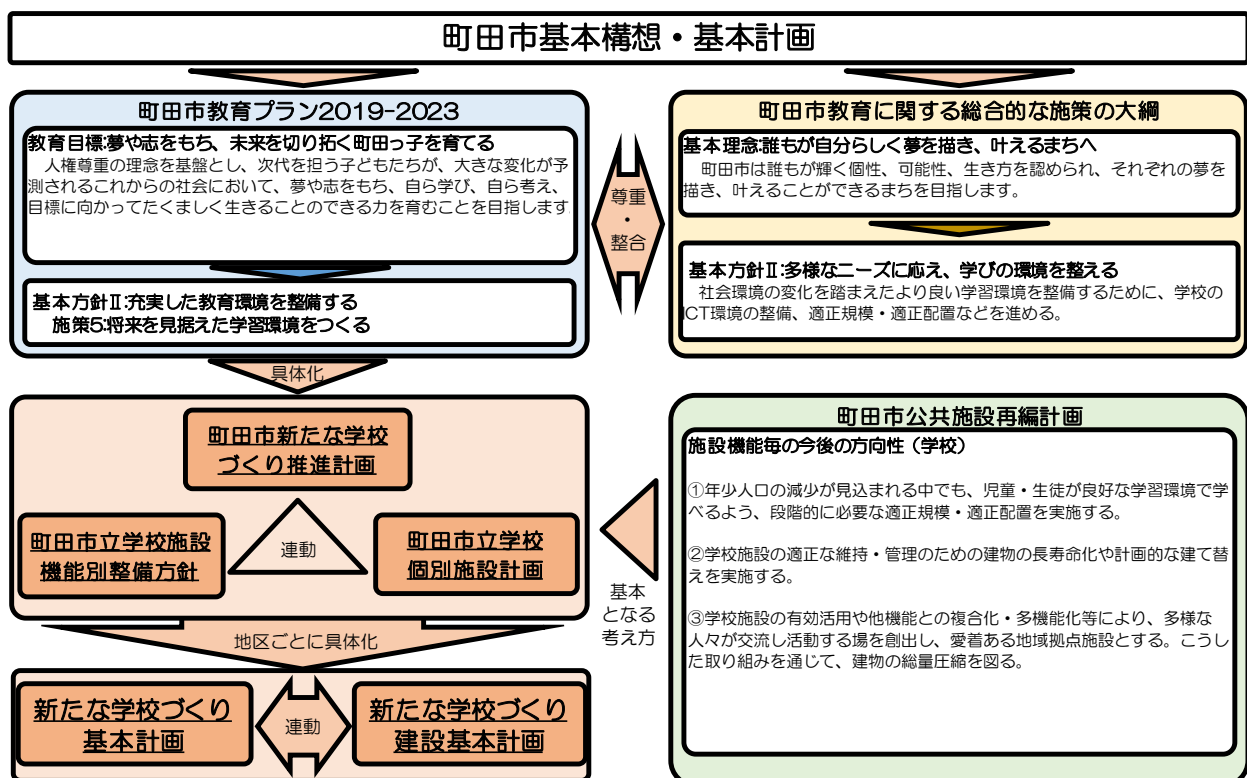 町田市基本構想・基本計画
町田市教育プラン2019-2023
教育目標:夢や志をもち、未来を切り拓く町田っ子を育てる
人権尊重の理念を基盤とし、次代を担う子どもたちが、大きな変化が予
測されるこれからの社会において、夢や志をもち、自ら学び、自ら考え、
目標に向かってたくましく生きることのできる力を育むことを目指します
基本方針Ⅱ:充実した教育環境を整備する
施策5:将来を見据えた学習環境をつくる
尊重
・
整合
町田市教育に関する総合的な施策の大綱
基本理念:誰もが自分らしく夢を描き、叶えるまちへ
町田市は誰もが輝く個性、可能性、生き方を認められ、それぞれの夢を
描き、叶えることができるまちを目指します。
基本方針Ⅱ:多様なニーズに応え、学びの環境を整える
社会環境の変化を踏まえたより良い学習環境を整備するために、学校の
ICT環境の整備、適正規模・適正配置などを進める。
具体化
町田市新たな学校
づくり推進計画
町田市立学校施設
機能別整備方針
連動
町田市立学校
個別施設計画
基本
となる
考え方
町田市公共施設再編計画
施設機能毎の今後の方向性（学校）
①年少人口の減少が見込まれる中でも、児童・生徒が良好な学習環境で学
べるよう、段階的に必要な適正規模・適正配置を実施する。
②学校施設の適正な維持・管理のための建物の長寿命化や計画的な建て替
えを実施する。
③学校施設の有効活用や他機能との複合化・多機能化等により、多様な
人々が交流し活動する場を創出し、愛着ある地域拠点施設とする。こうし
た取り組みを通じて、建物の総量圧縮を図る。
地区ごとに具体化
新たな学校づくり
基本計画
連動
新たな学校づくり
建設基本計画